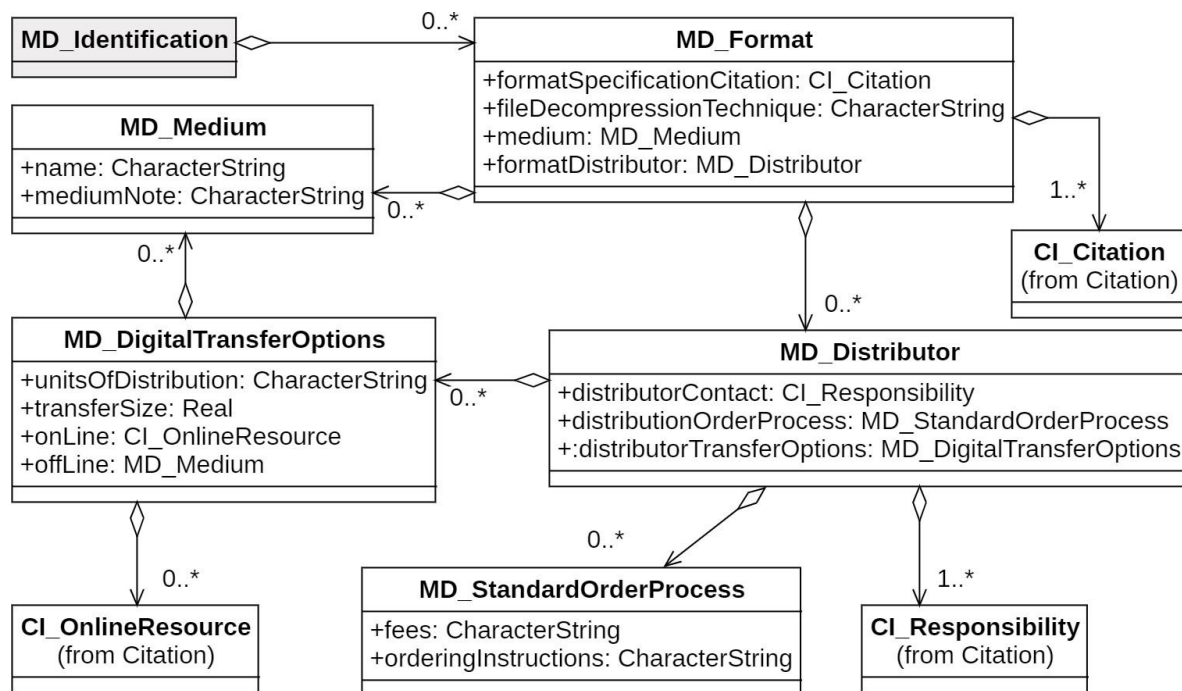 MD_Identification
0..*
MD_Format
+formatSpecificationCitation: CI_Citation
+fileDecompressionTechnique: CharacterString
+medium: MD_Medium
+formatDistributor: MD_Distributor
MD_Medium
+name: CharacterString
+mediumNote: CharacterString
0..*
1..*
CI_Citation
(from Citation)
0..*
0..*
MD_DigitalTransferOptions
+unitsOfDistribution: CharacterString
+transferSize: Real
+onLine: CI_OnlineResource
+offLine: MD_Medium
0..*
MD_Distributor
+distributorContact: CI_Responsibility
+distributionOrderProcess: MD_StandardOrderProcess
+:distributorTransferOptions: MD_DigitalTransferOptions
0..*
0..*
1..*
CI_OnlineResource
(from Citation)
MD_StandardOrderProcess
+fees: CharacterString
+orderingInstructions: CharacterString
CI_Responsibility
(from Citation)